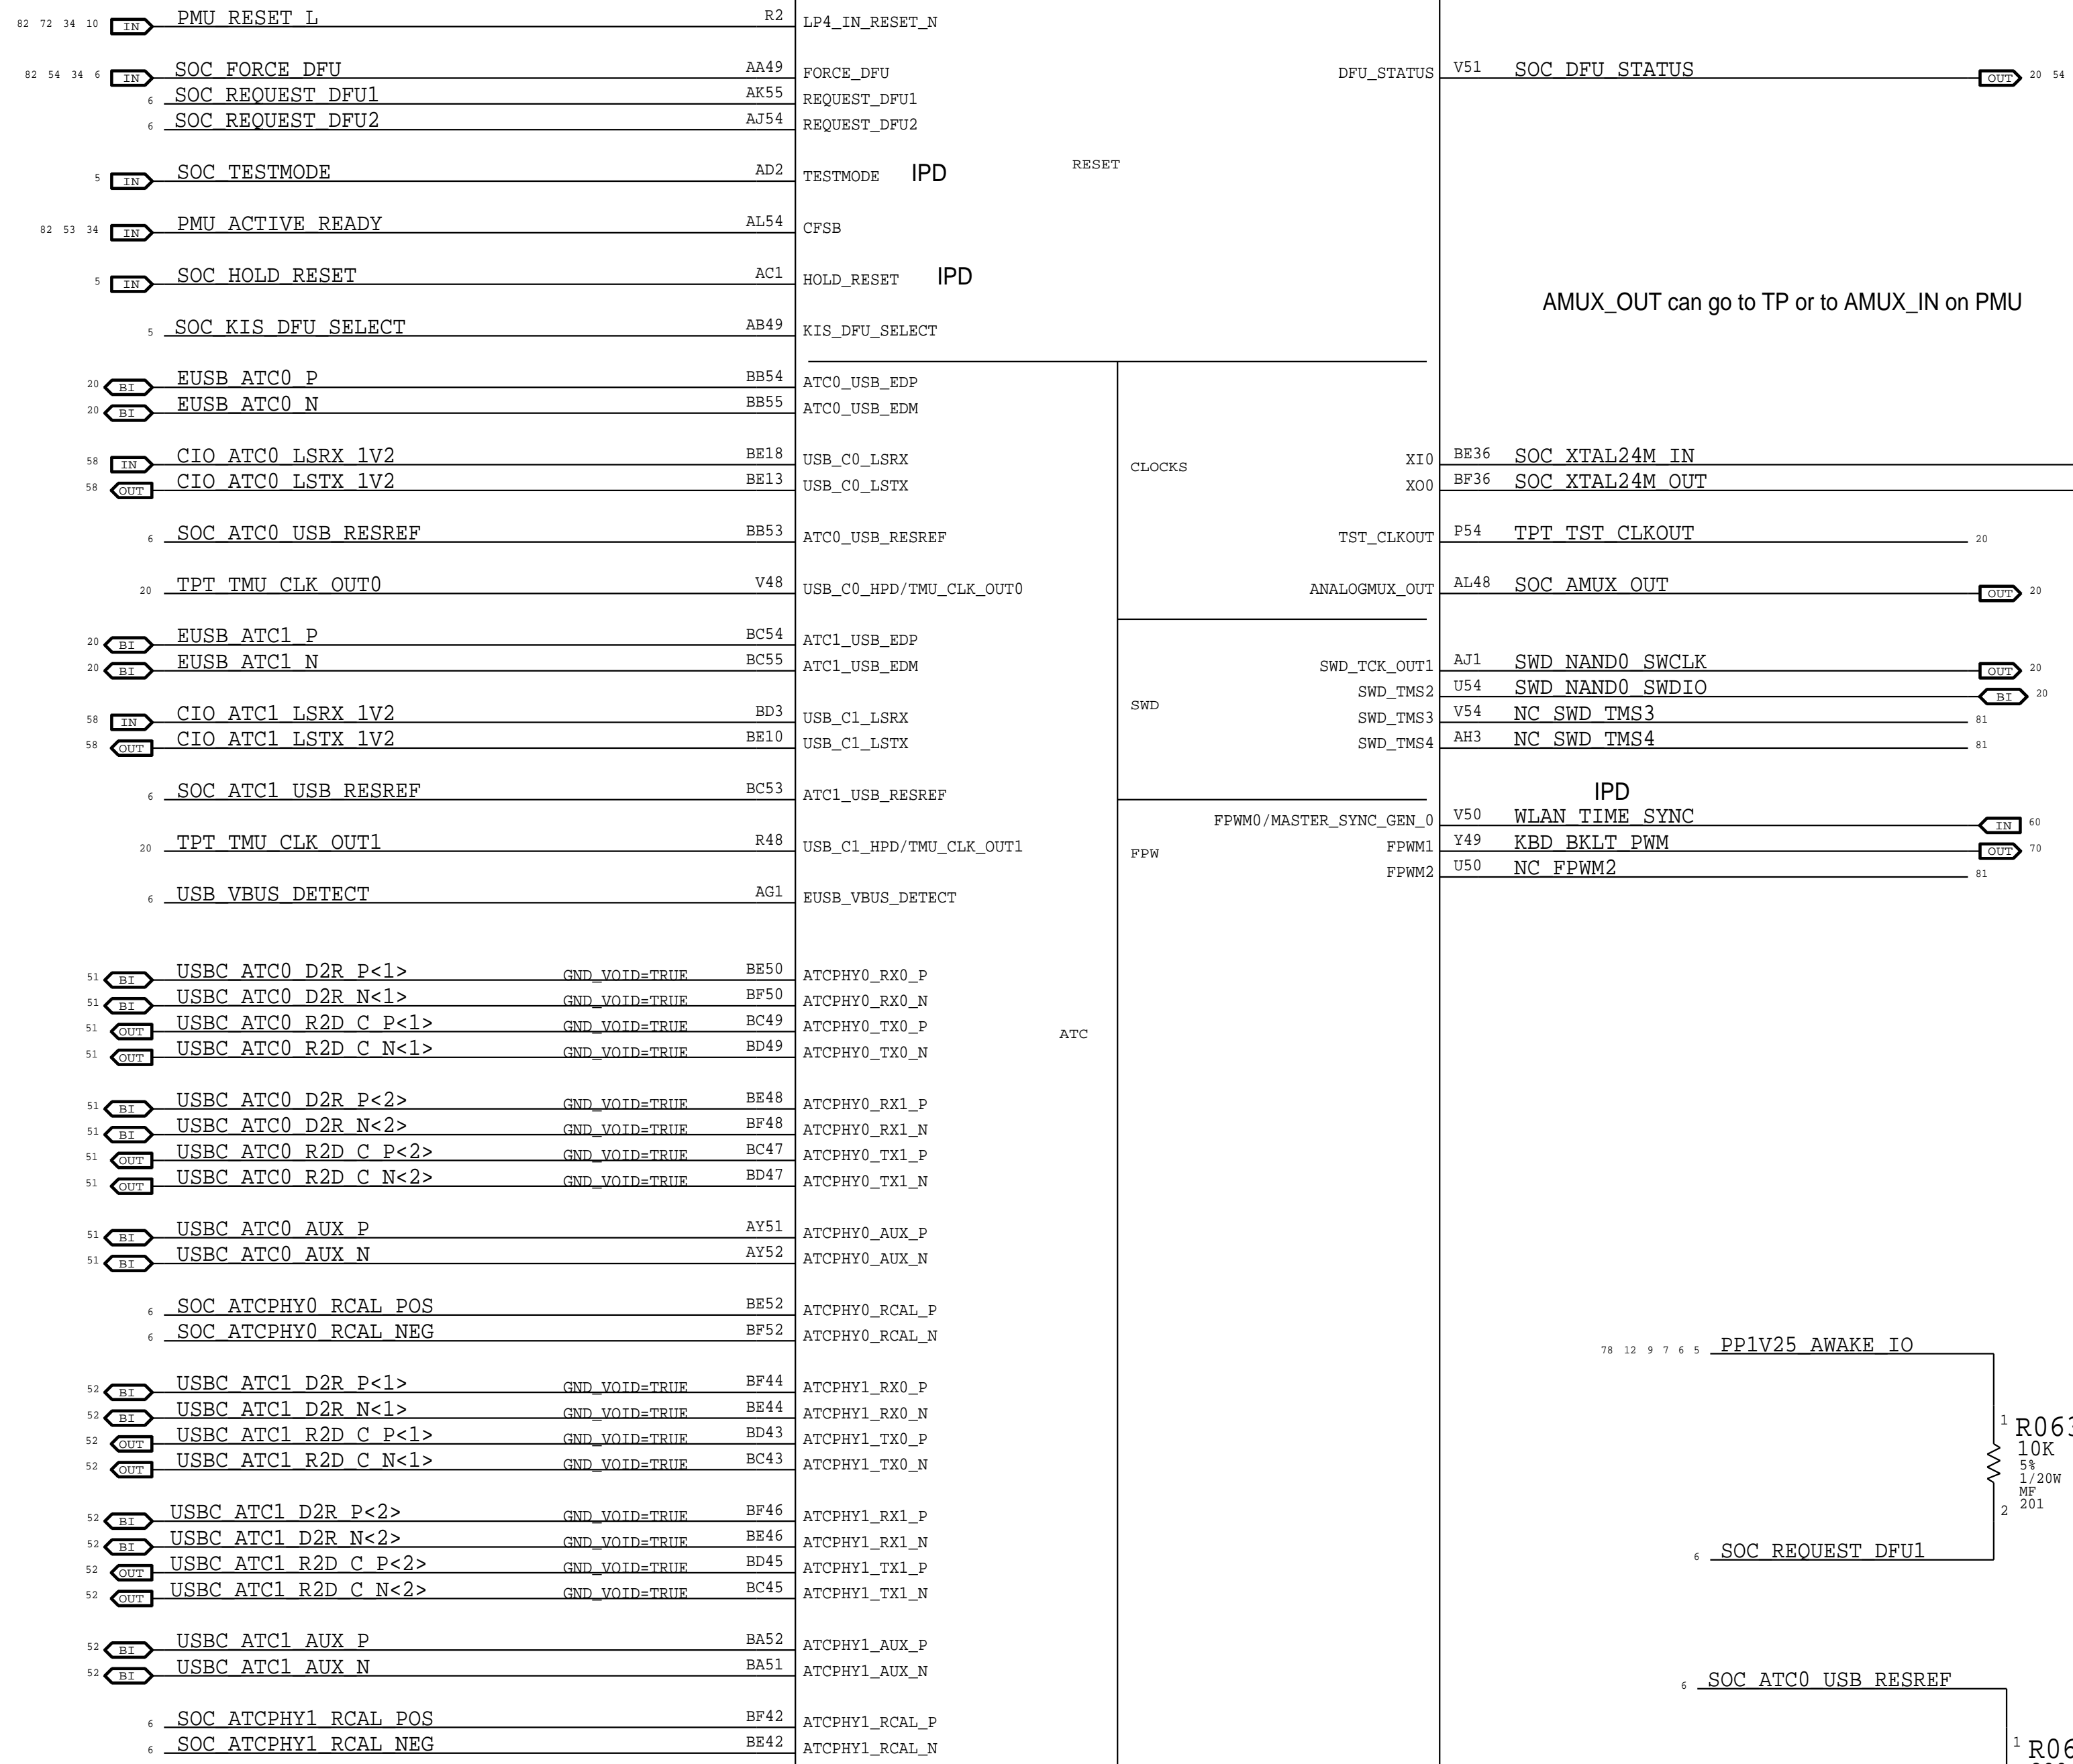 82 72 34 10 IN PMU_RESET_L R2 LP4_IN_RESET_N
82 54 34 6 IN SOC_FORCE_DFU AA49 FORCE_DFU DFU_STATUS V51 SOC_DFU_STATUS OUT 20 54
6 SOC_REQUEST_DFU1 AK55 REQUEST_DFU1
6 SOC_REQUEST_DFU2 AJ54 REQUEST_DFU2
RESET
5 IN SOC_TESTMODE AD2 TESTMODE IPD
82 53 34 IN PMU_ACTIVE_READY AL54 CFSB
5 IN SOC_HOLD_RESET AC1 HOLD_RESET IPD
AMUX_OUT can go to TP or to AMUX_IN on PMU
5 SOC_KIS_DFU_SELECT AB49 KIS_DFU_SELECT
20 BI EUSB_ATC0_P BB54 ATC0_USB_EDP
20 BI EUSB_ATC0_N BB55 ATC0_USB_EDM
58 IN CIO_ATC0_LSRX_1V2 BE18 USB_C0_LSRX CLOCKS XI0 BE36 SOC_XTAL24M_IN
58 OUT CIO_ATC0_LSTX_1V2 BE13 USB_C0_LSTX XO0 BF36 SOC_XTAL24M_OUT
6 SOC_ATC0_USB_RESREF BB53 ATC0_USB_RESREF TST_CLKOUT P54 TPT_TST_CLKOUT 20
20 TPT_TMU_CLK_OUT0 V48 USB_C0_HPD/TMU_CLK_OUT0 ANALOGMUX_OUT AL48 SOC_AMUX_OUT OUT 20
20 BI EUSB_ATC1_P BC54 ATC1_USB_EDP
20 BI EUSB_ATC1_N BC55 ATC1_USB_EDM SWD_TCK_OUT1 AJ1 SWD_NAND0_SWCLK OUT 20
SWD_TMS2 U54 SWD_NAND0_SWDIO BI 20
58 IN CIO_ATC1_LSRX_1V2 BD3 USB_C1_LSRX SWD SWD_TMS3 V54 NC_SWD_TMS3 81
58 OUT CIO_ATC1_LSTX_1V2 BE10 USB_C1_LSTX SWD_TMS4 AH3 NC_SWD_TMS4 81
6 SOC_ATC1_USB_RESREF BC53 ATC1_USB_RESREF IPD
FPWM0/MASTER_SYNC_GEN_0 V50 WLAN_TIME_SYNC IN 60
20 TPT_TMU_CLK_OUT1 R48 USB_C1_HPD/TMU_CLK_OUT1 FPW FPWM1 Y49 KBD_BKLT_PWM OUT 70
FPWM2 U50 NC_FPWM2 81
6 USB_VBUS_DETECT AG1 EUSB_VBUS_DETECT
51 BI USBC_ATC0_D2R_P<1> GND_VOID=TRUE BE50 ATCPHY0_RX0_P
51 BI USBC_ATC0_D2R_N<1> GND_VOID=TRUE BF50 ATCPHY0_RX0_N
51 OUT USBC_ATC0_R2D_C_P<1> GND_VOID=TRUE BC49 ATCPHY0_TX0_P
51 OUT USBC_ATC0_R2D_C_N<1> GND_VOID=TRUE BD49 ATCPHY0_TX0_N
ATC
51 BI USBC_ATC0_D2R_P<2> GND_VOID=TRUE BE48 ATCPHY0_RX1_P
51 BI USBC_ATC0_D2R_N<2> GND_VOID=TRUE BF48 ATCPHY0_RX1_N
51 OUT USBC_ATC0_R2D_C_P<2> GND_VOID=TRUE BC47 ATCPHY0_TX1_P
51 OUT USBC_ATC0_R2D_C_N<2> GND_VOID=TRUE BD47 ATCPHY0_TX1_N
51 BI USBC_ATC0_AUX_P AY51 ATCPHY0_AUX_P
51 BI USBC_ATC0_AUX_N AY52 ATCPHY0_AUX_N
6 SOC_ATCPHY0_RCAL_POS BE52 ATCPHY0_RCAL_P
6 SOC_ATCPHY0_RCAL_NEG BF52 ATCPHY0_RCAL_N
78 12 9 7 6 5 PP1V25_AWAKE_IO
52 BI USBC_ATC1_D2R_P<1> GND_VOID=TRUE BF44 ATCPHY1_RX0_P
52 BI USBC_ATC1_D2R_N<1> GND_VOID=TRUE BE44 ATCPHY1_RX0_N
52 OUT USBC_ATC1_R2D_C_P<1> GND_VOID=TRUE BD43 ATCPHY1_TX0_P
52 OUT USBC_ATC1_R2D_C_N<1> GND_VOID=TRUE BC43 ATCPHY1_TX0_N
1 R063
10K
5%
1/20W
MF
201
2
52 BI USBC_ATC1_D2R_P<2> GND_VOID=TRUE BF46 ATCPHY1_RX1_P
52 BI USBC_ATC1_D2R_N<2> GND_VOID=TRUE BE46 ATCPHY1_RX1_N
52 OUT USBC_ATC1_R2D_C_P<2> GND_VOID=TRUE BD45 ATCPHY1_TX1_P
52 OUT USBC_ATC1_R2D_C_N<2> GND_VOID=TRUE BC45 ATCPHY1_TX1_N
6 SOC_REQUEST_DFU1
52 BI USBC_ATC1_AUX_P BA52 ATCPHY1_AUX_P
52 BI USBC_ATC1_AUX_N BA51 ATCPHY1_AUX_N
6 SOC_ATC0_USB_RESREF
6 SOC_ATCPHY1_RCAL_POS BF42 ATCPHY1_RCAL_P
6 SOC_ATCPHY1_RCAL_NEG BE42 ATCPHY1_RCAL_N
1 R06